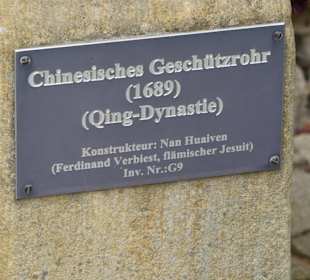 Chinesisches Geschützrohr
(1689)
(Qing-Dynastie)
Konstrukteur: Nan Huaiven
(Ferdinand Verbiest, flämischer Jesuit)
Inv. Nr.:G9